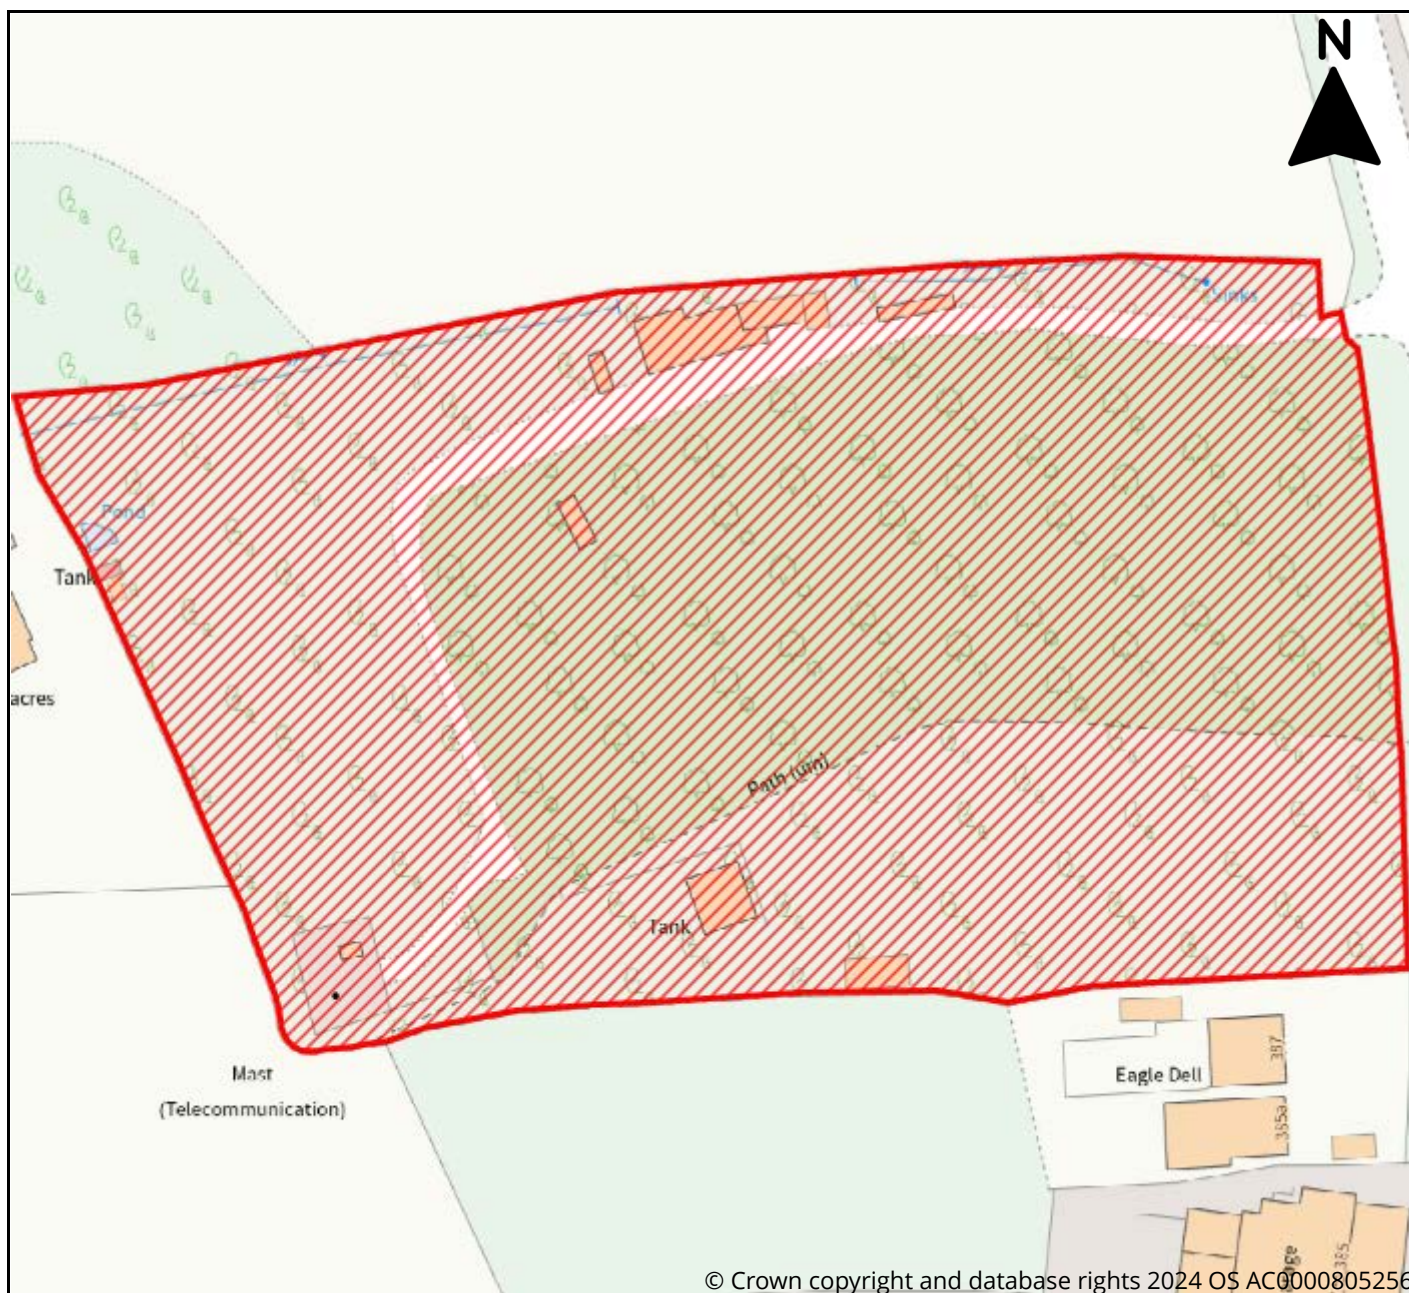 N
Sinks
Pond
Tank
acres
Path (um)
Tank
Mast
(Telecommunication)
Eagle Dell
387
385a
385
© Crown copyright and database rights 2024 OS AC0000805256